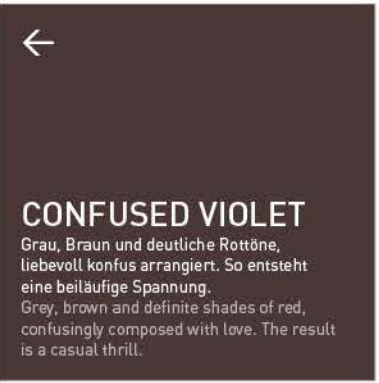 CONFUSED VIOLET
Grau, Braun und deutliche Rottöne,
liebevoll konfus arrangiert. So entsteht
eine beiläufige Spannung.
Grey, brown and definite shades of red,
confusingly composed with love. The result
is a casual thrill.